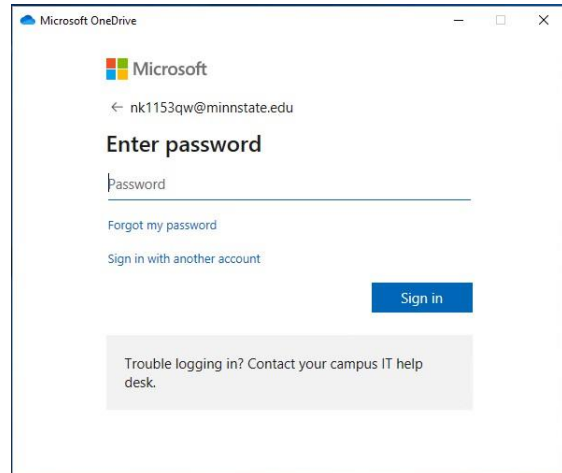 Microsoft OneDrive
Microsoft
nk1153qw@minnstate.edu
Enter password
Password
Forgot my password
Sign in with another account
Sign in
Trouble logging in? Contact your campus IT help
desk.